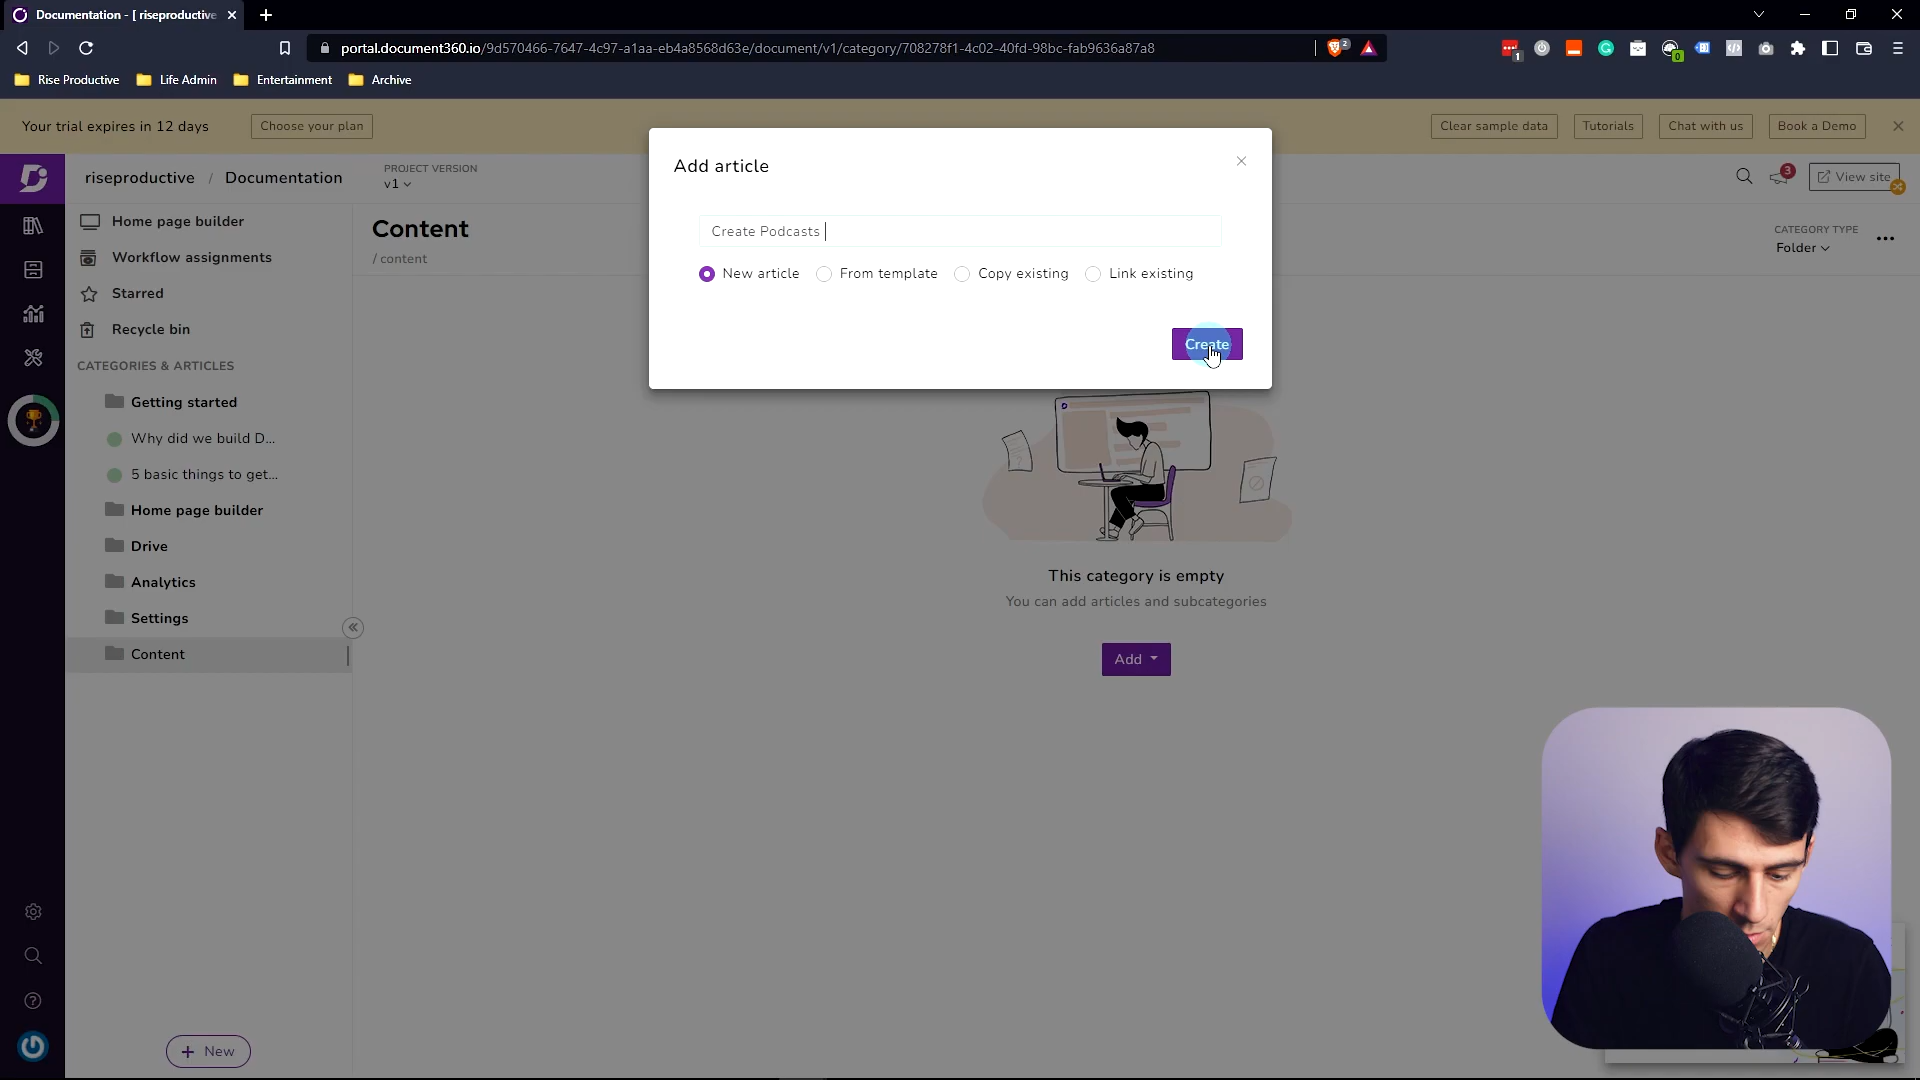 Documentation - [ riseproductive
portal.document360.io/9d570466-7647-4c97-a1aa-eb4a8568d63e/document/v1/category/708278f1-4c02-40fd-98bc-fab9636a87a8
2
1
0
Rise Productive
Life Admin
Entertainment
Archive
Your trial expires in 12 days
Choose your plan
Clear sample data
Tutorials
Chat with us
Book a Demo
riseproductive / Documentation
PROJECT VERSION
v1
3
View site
Home page builder
Workflow assignments
Starred
Recycle bin
CATEGORIES & ARTICLES
Getting started
Why did we build D...
5 basic things to get...
Home page builder
Drive
Analytics
Settings
Content
New
Content
/ content
CATEGORY TYPE
Folder
Add article
Create Podcasts
New article
From template
Copy existing
Link existing
Create
This category is empty
You can add articles and subcategories
Add